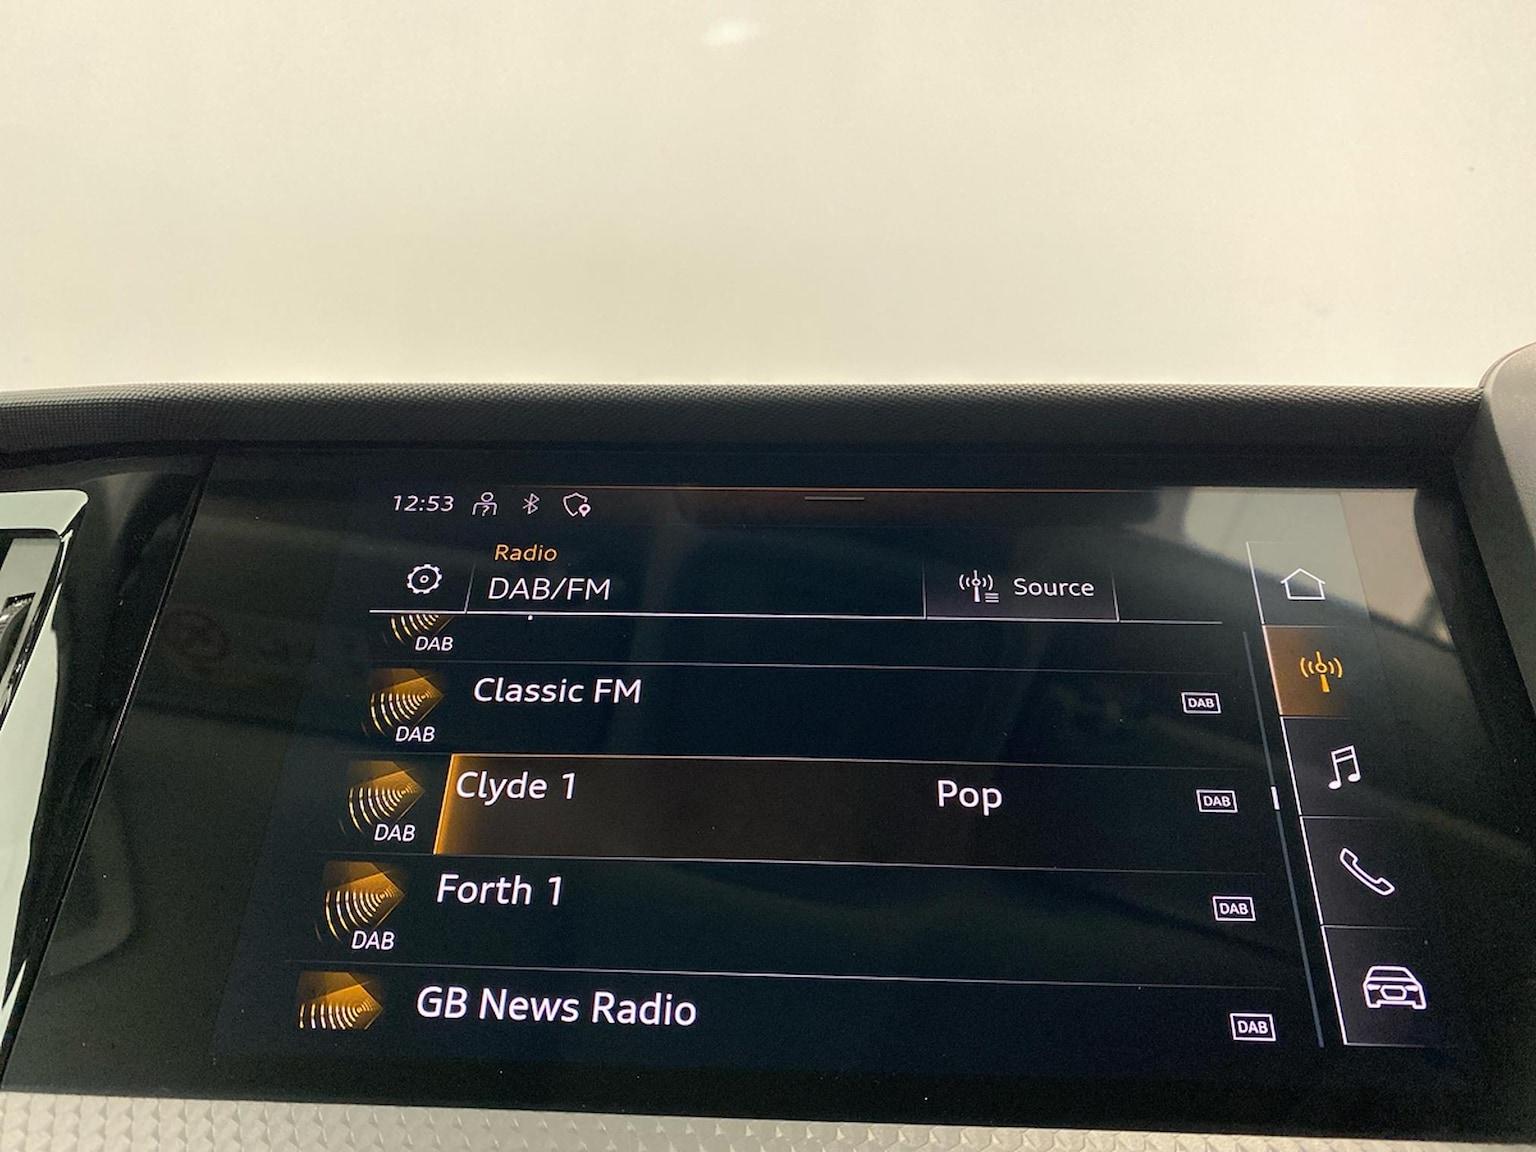 12:53
Radio
DAB/FM
Source
DAB
Classic FM
DAB
DAB
Clyde 1
Pop
DAB
DAB
Forth 1
DAB
DAB
GB News Radio
DAB